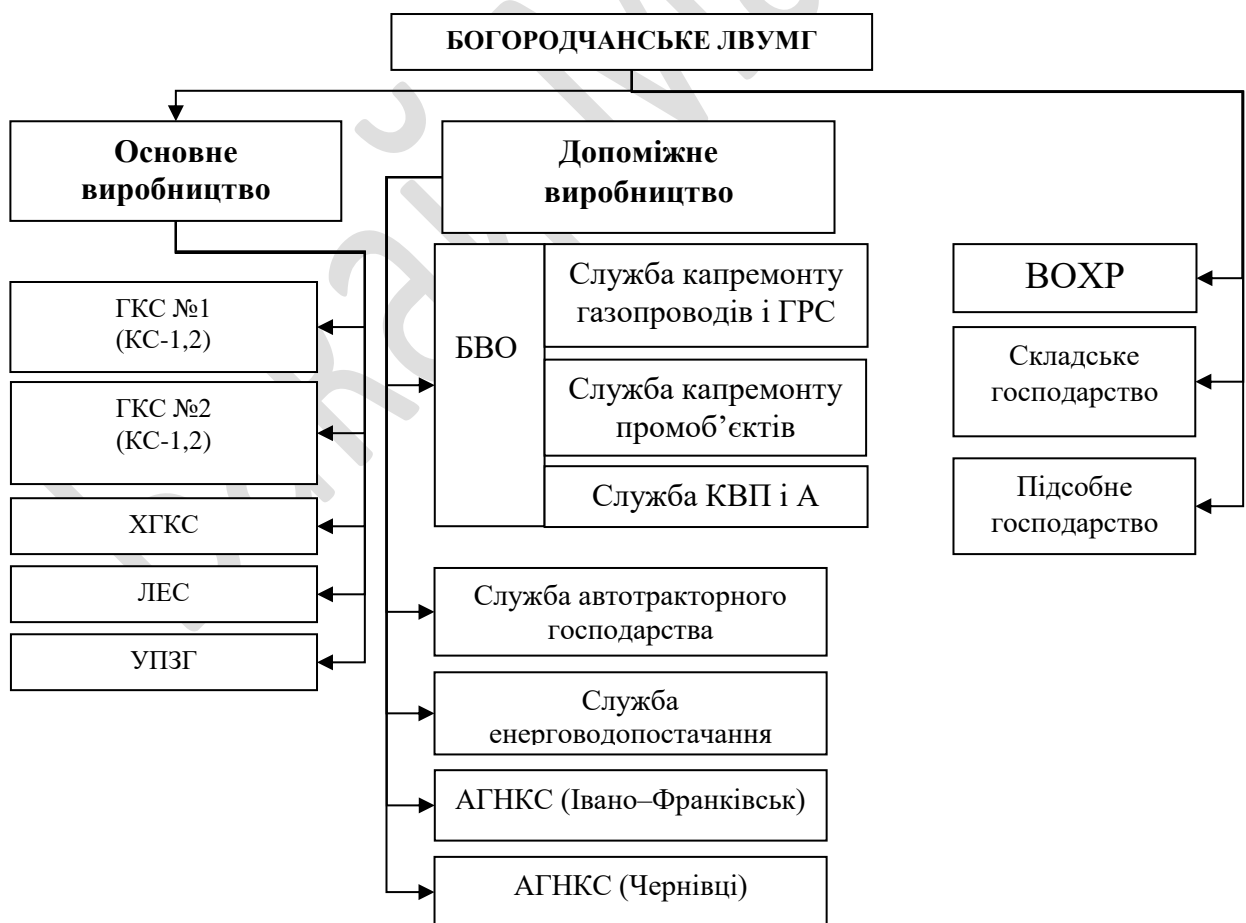 БОГОРОДЧАНСЬКЕ ЛВУМГ
Основне
виробництво
ГКС №1
(КС-1,2)
ГКС №2
(КС-1,2)
ХГКС
ЛЕС
УПЗГ
Допоміжне
виробництво
БВО
Служба капремонту
газопроводів і ГРС
Служба капремонту
промоб’єктів
Служба КВП і А
Служба автотракторного
господарства
Служба
енерговодопостачання
АГНКС (Івано–Франківськ)
АГНКС (Чернівці)
ВОХР
Складське
господарство
Підсобне
господарство